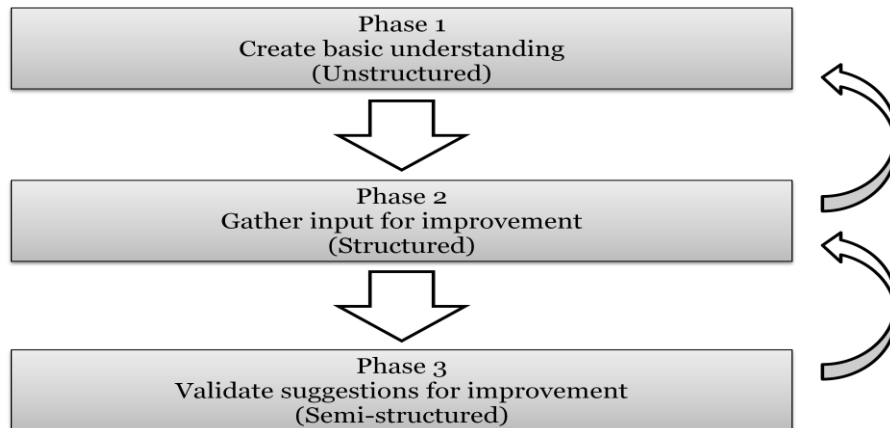 Phase 1
Create basic understanding
(Unstructured)
Phase 2
Gather input for improvement
(Structured)
Phase 3
Validate suggestions for improvement
(Semi-structured)